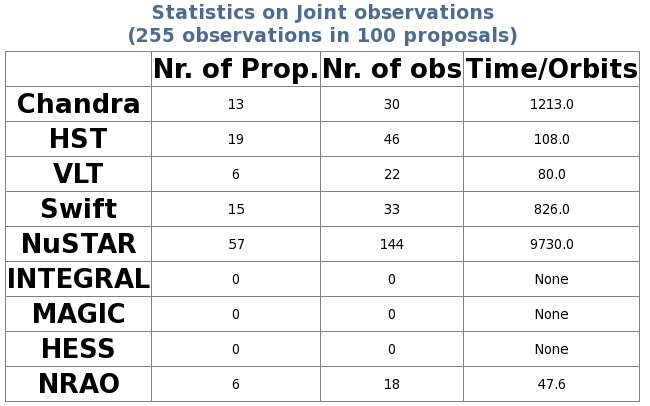 Statistics on Joint observations
(255 observations in 100 proposals)
Nr. of Prop. Nr. of obs Time/Orbits
Chandra 13 30 1213.0
HST 19 46 108.0
VLT 6 22 80.0
Swift 15 33 826.0
NuSTAR 57 144 9730.0
INTEGRAL 0 0 None
MAGIC 0 0 None
HESS 0 0 None
NRAO 6 18 47.6